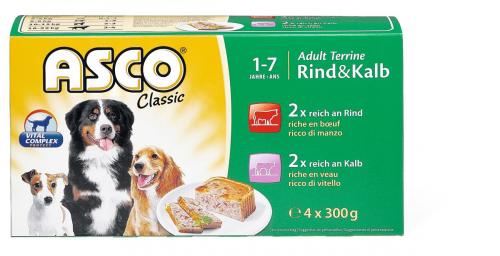 ASCO®
Classic
VITAL
COMPLEX
PROTECT
1-7
JAHRE • ANS
Adult Terrine
Rind&Kalb
2x reich an Rind
riche en bœuf
ricco di manzo
2x reich an Kalb
riche en veau
ricco di vitello
℮ 4 x 300g